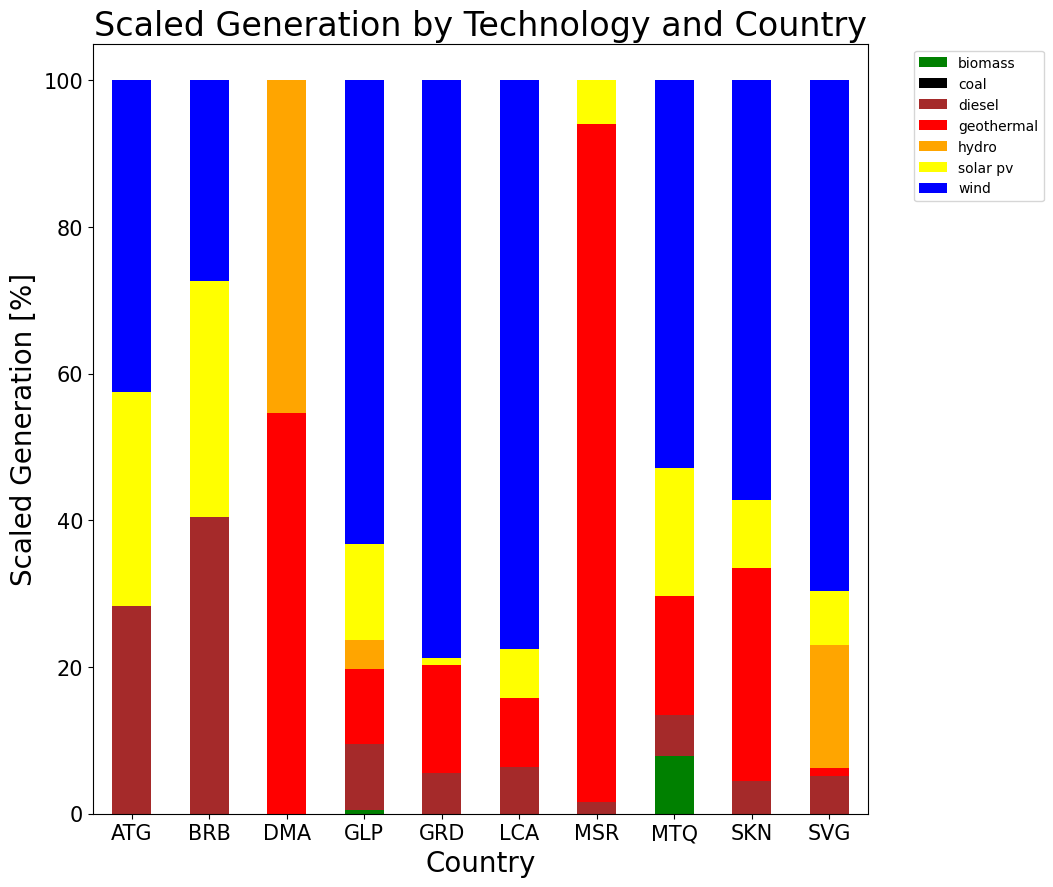 Scaled Generation by Technology and Country
biomass
coal
diesel
geothermal
hydro
solar pv
wind
Scaled Generation [%]
100
80
60
40
20
0
ATG BRB DMA GLP GRD LCA MSR MTQ SKN SVG
Country